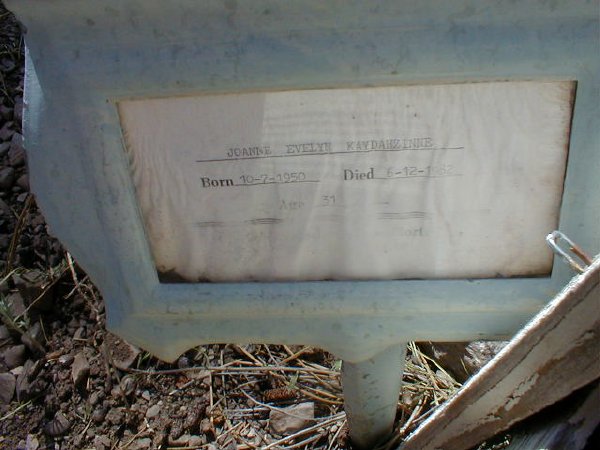 JOANNE EVELYN KAYDAHZINNE
Born 10-7-1950 Died 6-12-1982
Age 31